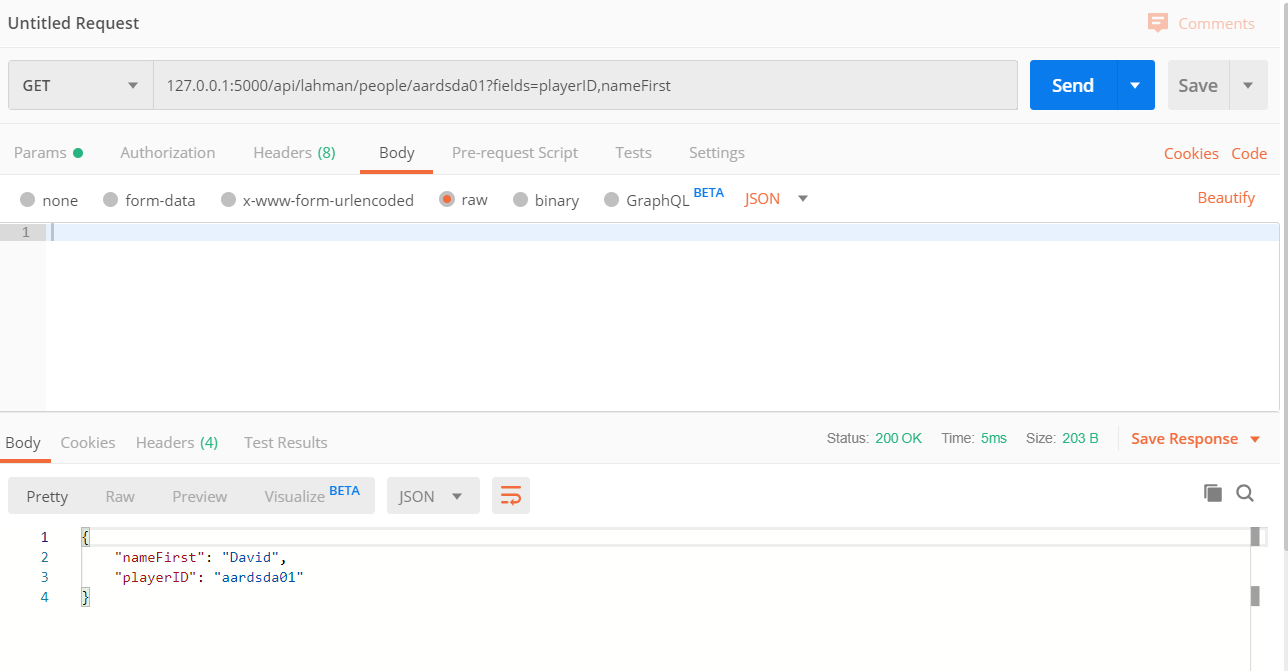 Untitled Request
Comments
GET 127.0.0.1:5000/api/lahman/people/aardsda01?fields=playerID,nameFirst Send Save
Params Authorization Headers (8) Body Pre-request Script Tests Settings Cookies Code
none form-data x-www-form-urlencoded raw binary GraphQL BETA JSON Beautify
1
Body Cookies Headers (4) Test Results Status: 200 OK Time: 5ms Size: 203 B Save Response
Pretty Raw Preview Visualize BETA JSON
1 {
2 "nameFirst": "David",
3 "playerID": "aardsda01"
4 }